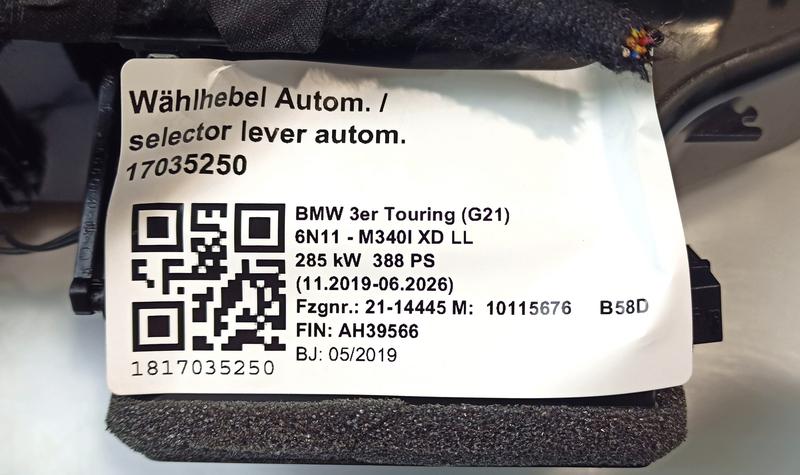 Wählhebel Autom. /
selector lever autom.
17035250
BMW 3er Touring (G21)
6N11 - M340I XD LL
285 kW 388 PS
(11.2019-06.2026)
Fzgnr.: 21-14445 M: 10115676 B58D
FIN: AH39566
BJ: 05/2019
1817035250